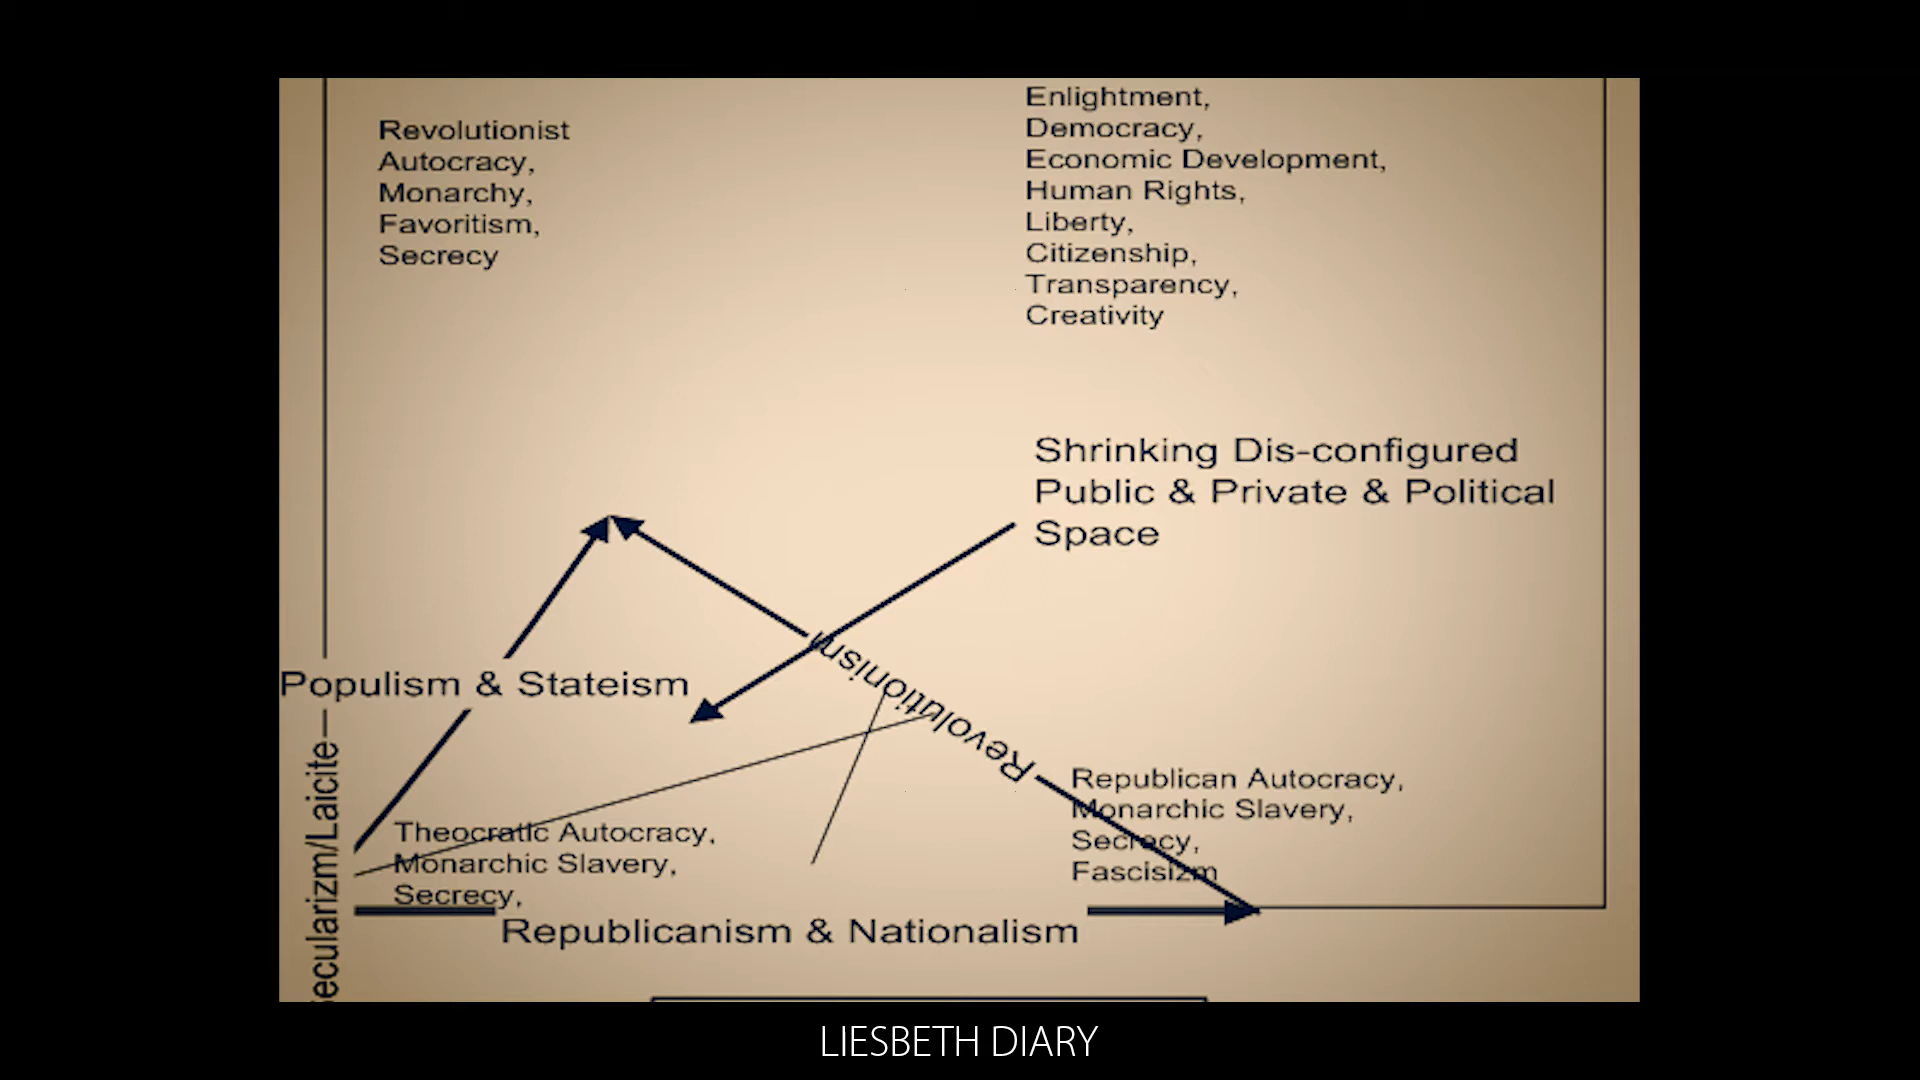 Revolutionist
Autocracy,
Monarchy,
Favoritism,
Secrecy
Enlightment,
Democracy,
Economic Development,
Human Rights,
Liberty,
Citizenship,
Transparency,
Creativity
Shrinking Dis-configured
Public & Private & Political
Space
Populism & Stateism
Revolutionism
ecularizm/Laicite
Theocratic Autocracy,
Monarchic Slavery,
Secrecy,
Republican Autocracy,
Monarchic Slavery,
Secrecy,
Fascisizm
Republicanism & Nationalism
LIESBETH DIARY